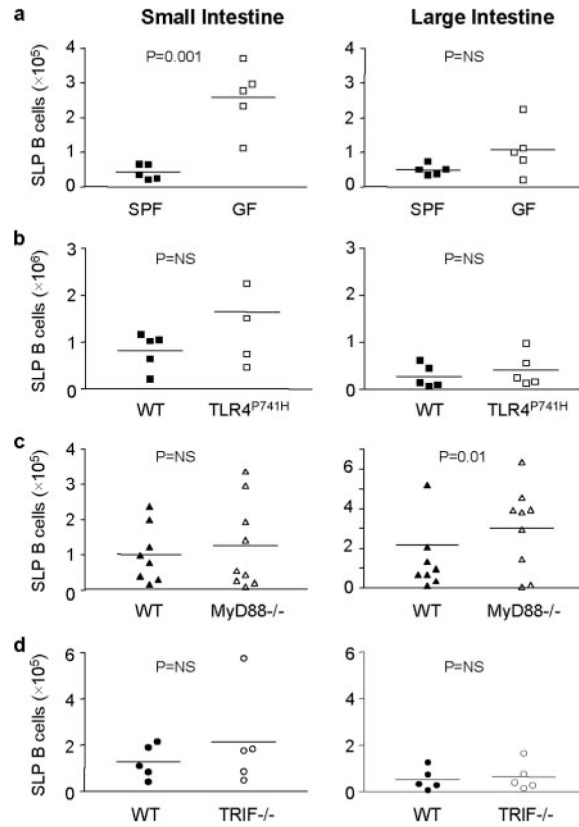 Small Intestine Large Intestine
a
SLP B cells (×10⁵)
P=0.001
4
3
2
1
0
SPF GF
P=NS
4
3
2
1
0
SPF GF
b
SLP B cells (×10⁶)
P=NS
3
2
1
0
WT TLR4ᴾ⁷⁴¹ᴴ
P=NS
3
2
1
0
WT TLR4ᴾ⁷⁴¹ᴴ
c
SLP B cells (×10⁵)
P=NS
4
3
2
1
0
WT MyD88-/-
P=0.01
6
4
2
0
WT MyD88-/-
d
SLP B cells (×10⁵)
P=NS
6
4
2
0
WT TRIF-/-
P=NS
6
4
2
0
WT TRIF-/-